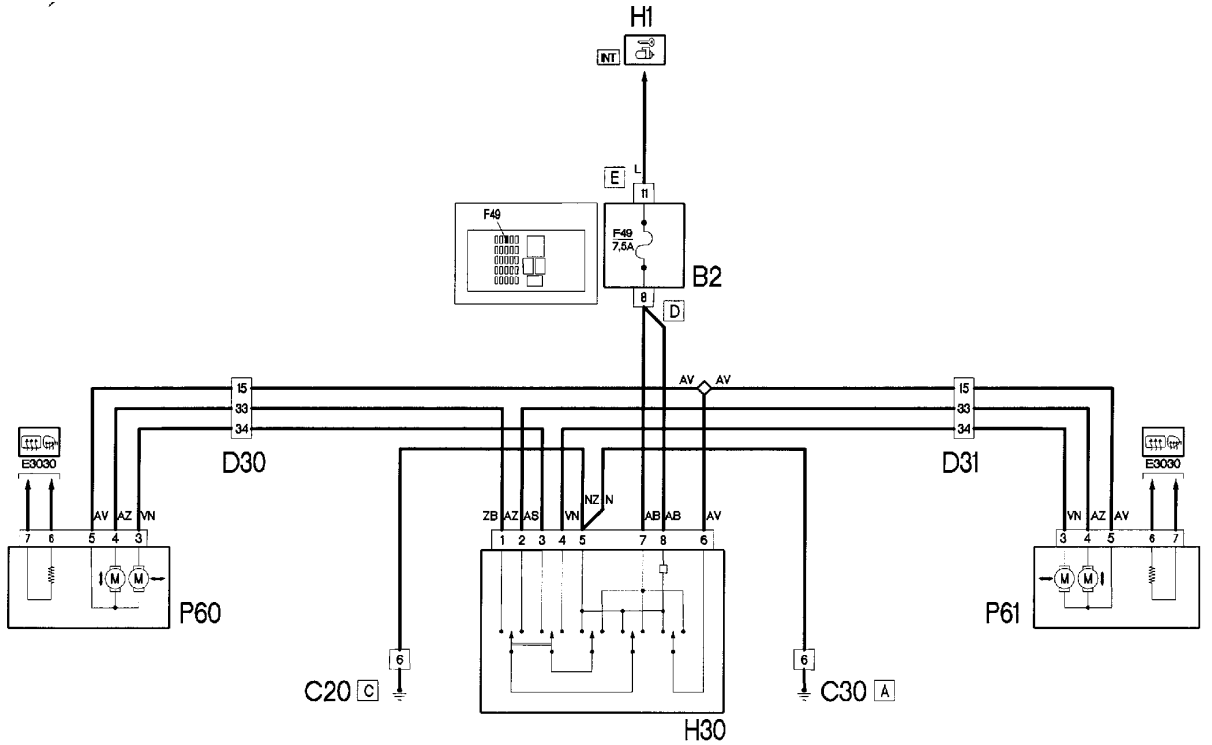 H1
INT
L
E
11
F49
F49
7,5A
B2
8
D
AV AV
15 15
33 33
34 34
D30 D31
E3030 E3030
NZ N
AV AZ VN ZB AZ AS VN AB AB AV VN AZ AV
7 6 5 4 3 1 2 3 4 5 7 8 6 3 4 5 6 7
M M M M
P60 P61
6 6
C20 C C30 A
H30